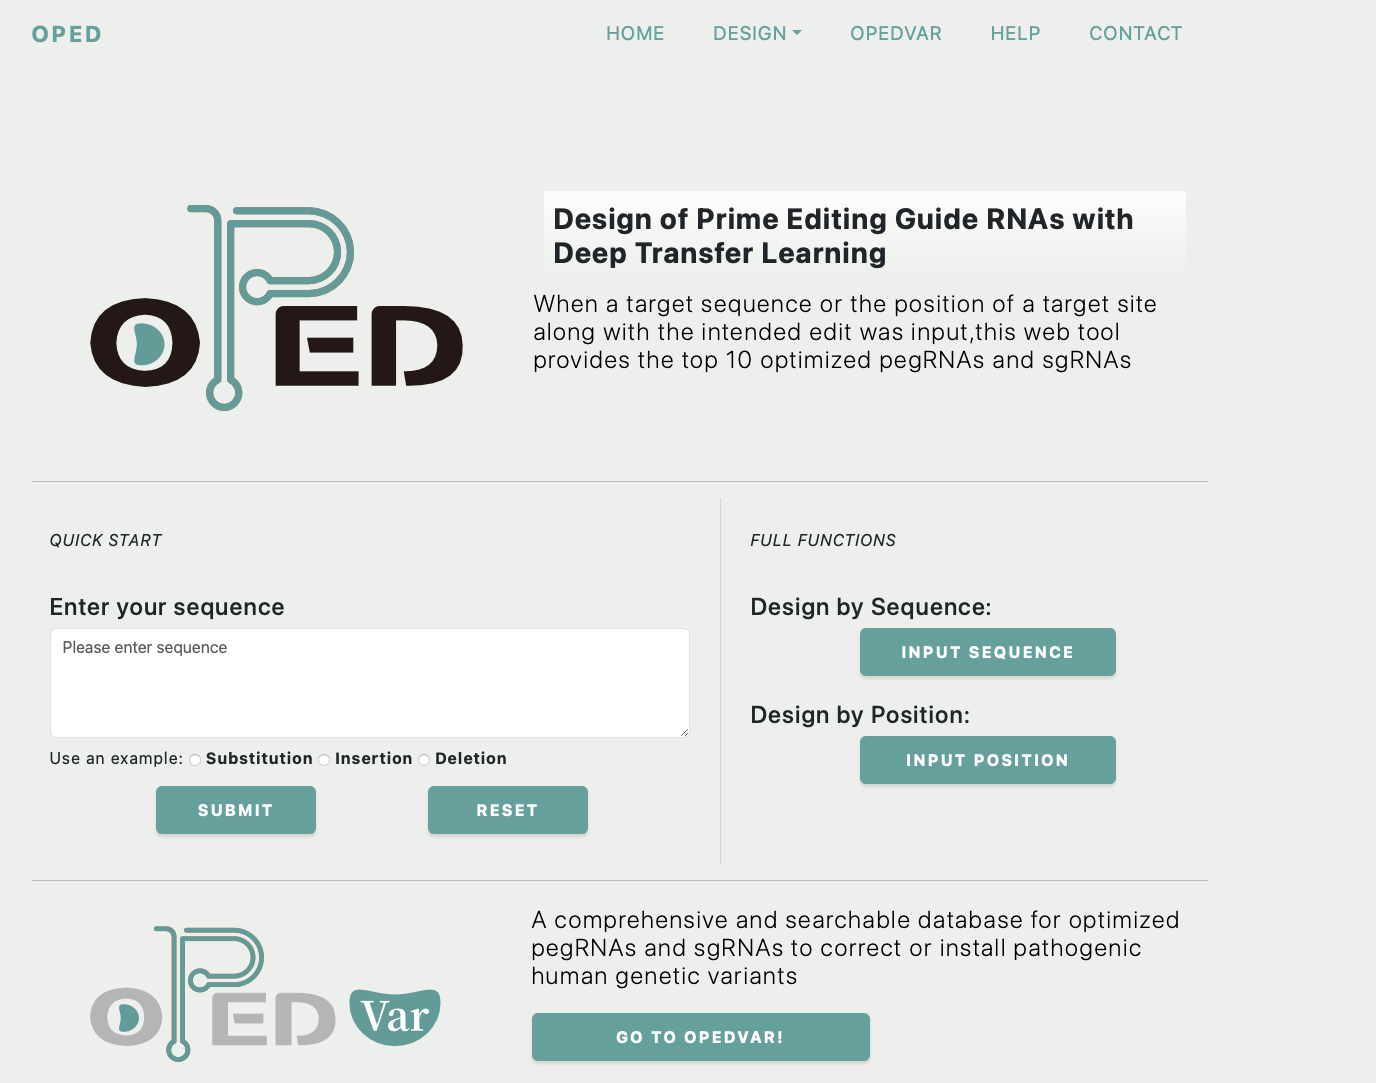 OPED
HOME DESIGN OPEDVAR HELP CONTACT
OPED
Design of Prime Editing Guide RNAs with
Deep Transfer Learning
When a target sequence or the position of a target site
along with the intended edit was input,this web tool
provides the top 10 optimized pegRNAs and sgRNAs
QUICK START
Enter your sequence
Please enter sequence
Use an example: Substitution Insertion Deletion
SUBMIT RESET
FULL FUNCTIONS
Design by Sequence:
INPUT SEQUENCE
Design by Position:
INPUT POSITION
OPED Var
A comprehensive and searchable database for optimized
pegRNAs and sgRNAs to correct or install pathogenic
human genetic variants
GO TO OPEDVAR!